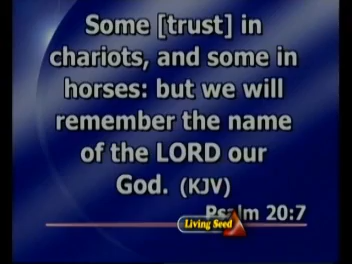 Some [trust] in
chariots, and some in
horses: but we will
remember the name
of the LORD our
God. (KJV)
Psalm 20:7
Living Seed